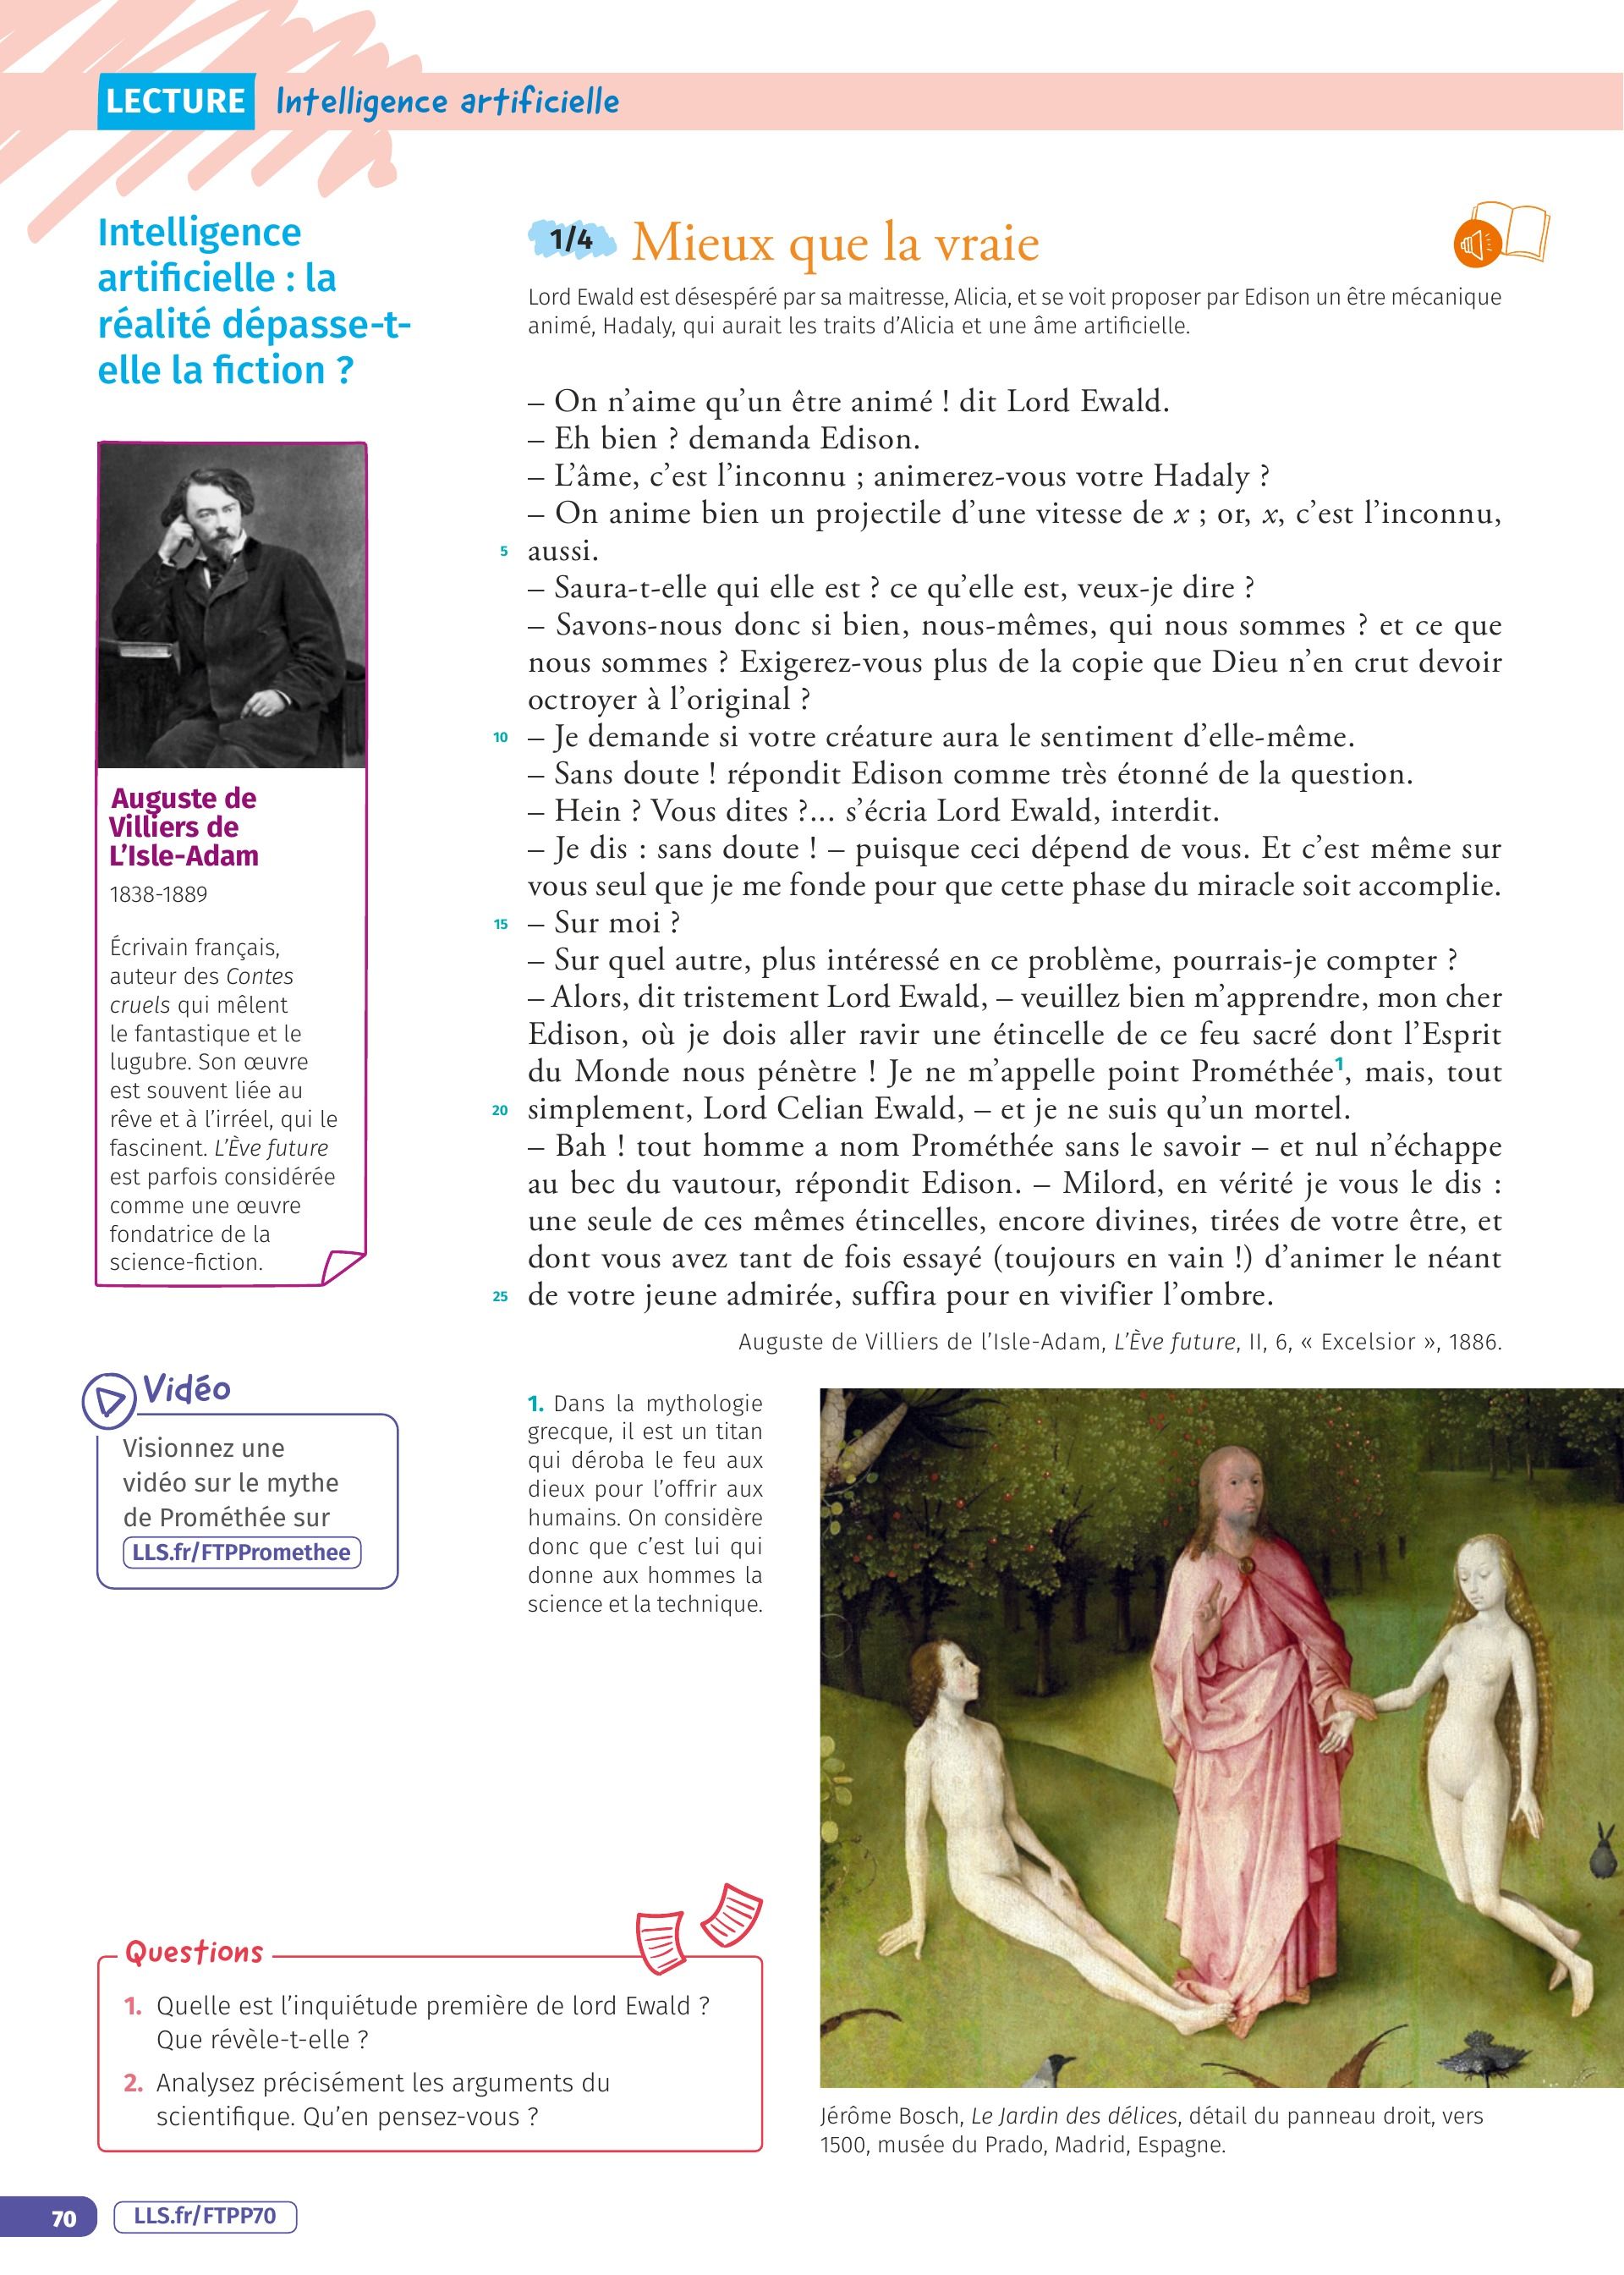 LECTURE Intelligence artificielle
Intelligence
artificielle : la
réalité dépasse-t-
elle la fiction ?
Auguste de
Villiers de
L'Isle-Adam
1838-1889
Écrivain français,
auteur des Contes
cruels qui mêlent
le fantastique et le
lugubre. Son œuvre
est souvent liée au
rêve et à l'irréel, qui le
fascinent. L'Ève future
est parfois considérée
comme une œuvre
fondatrice de la
science-fiction.
Vidéo
Visionnez une
vidéo sur le mythe
de Prométhée sur
LLS.fr/FTPPromethee
1/4 Mieux que la vraie
Lord Ewald est désespéré par sa maitresse, Alicia, et se voit proposer par Edison un être mécanique
animé, Hadaly, qui aurait les traits d'Alicia et une âme artificielle.
– On n'aime qu'un être animé ! dit Lord Ewald.
– Eh bien ? demanda Edison.
– L'âme, c'est l'inconnu ; animerez-vous votre Hadaly ?
– On anime bien un projectile d'une vitesse de x ; or, x, c'est l'inconnu,
5 aussi.
– Saura-t-elle qui elle est ? ce qu'elle est, veux-je dire ?
– Savons-nous donc si bien, nous-mêmes, qui nous sommes ? et ce que
nous sommes ? Exigerez-vous plus de la copie que Dieu n'en crut devoir
octroyer à l'original ?
10 – Je demande si votre créature aura le sentiment d'elle-même.
– Sans doute ! répondit Edison comme très étonné de la question.
– Hein ? Vous dites ?... s'écria Lord Ewald, interdit.
– Je dis : sans doute ! – puisque ceci dépend de vous. Et c'est même sur
vous seul que je me fonde pour que cette phase du miracle soit accomplie.
15 – Sur moi ?
– Sur quel autre, plus intéressé en ce problème, pourrais-je compter ?
– Alors, dit tristement Lord Ewald, – veuillez bien m'apprendre, mon cher
Edison, où je dois aller ravir une étincelle de ce feu sacré dont l'Esprit
du Monde nous pénètre ! Je ne m'appelle point Prométhée1, mais, tout
20 simplement, Lord Celian Ewald, – et je ne suis qu'un mortel.
– Bah ! tout homme a nom Prométhée sans le savoir – et nul n'échappe
au bec du vautour, répondit Edison. – Milord, en vérité je vous le dis :
une seule de ces mêmes étincelles, encore divines, tirées de votre être, et
dont vous avez tant de fois essayé (toujours en vain !) d'animer le néant
25 de votre jeune admirée, suffira pour en vivifier l'ombre.
Auguste de Villiers de l'Isle-Adam, L'Ève future, II, 6, « Excelsior », 1886.
1. Dans la mythologie
grecque, il est un titan
qui déroba le feu aux
dieux pour l'offrir aux
humains. On considère
donc que c'est lui qui
donne aux hommes la
science et la technique.
Questions
1. Quelle est l'inquiétude première de lord Ewald ?
Que révèle-t-elle ?
2. Analysez précisément les arguments du
scientifique. Qu'en pensez-vous ?
Jérôme Bosch, Le Jardin des délices, détail du panneau droit, vers
1500, musée du Prado, Madrid, Espagne.
70 LLS.fr/FTPP70